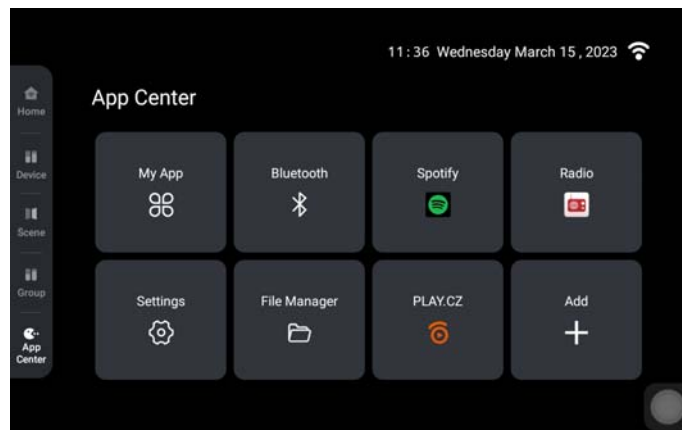 11:36 Wednesday March 15, 2023
Home
App Center
Device
My App
Bluetooth
Spotify
Radio
Scene
Group
Settings
File Manager
PLAY.CZ
Add
App
Center